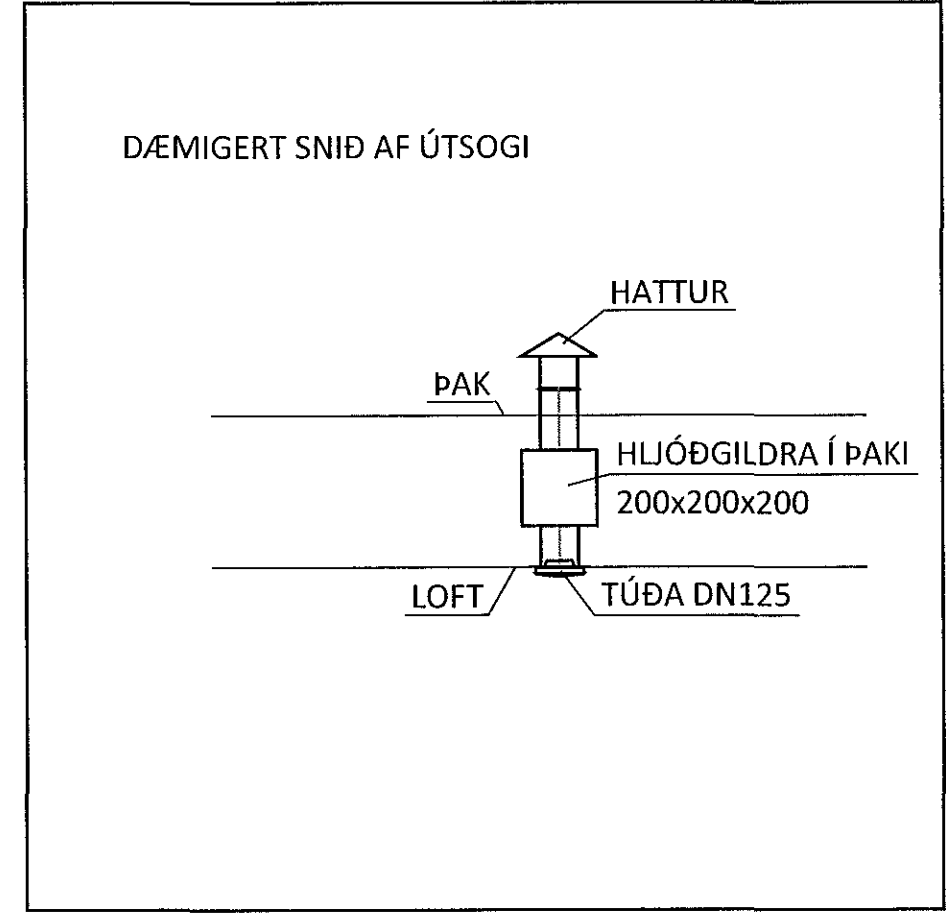 DÆMIGERT SNIÐ AF ÚTSOGI
HATTUR
ÞAK
HLJÓÐGILDRA Í ÞAKI
200x200x200
LOFT
TÚÐA DN125